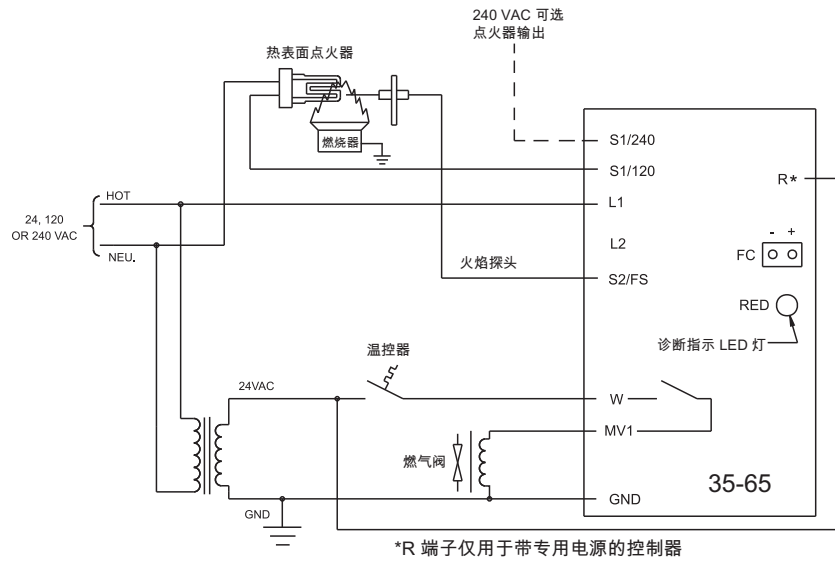 240 VAC 可选
点火器输出
热表面点火器
燃烧器
S1/240
S1/120
R*
HOT
L1
24, 120
OR 240 VAC
NEU.
L2
- +
FC
火焰探头
S2/FS
RED
诊断指示 LED 灯
温控器
24VAC
W
MV1
燃气阀
35-65
GND
GND
*R 端子仅用于带专用电源的控制器